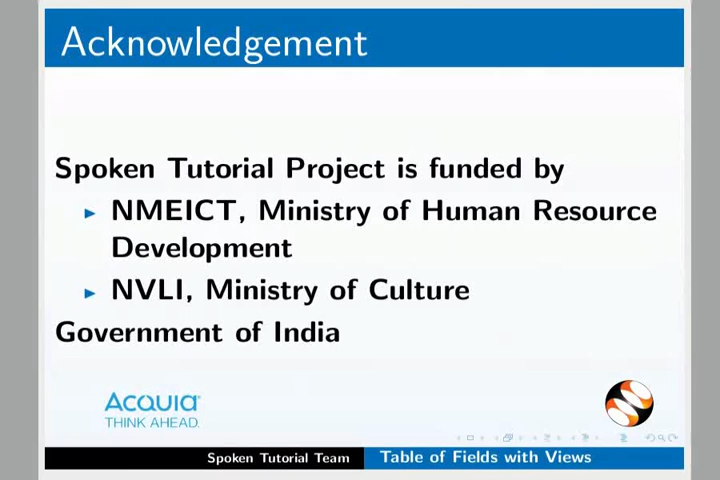 Acknowledgement
Spoken Tutorial Project is funded by
NMEICT, Ministry of Human Resource
Development
NVLI, Ministry of Culture
Government of India
Acquia
THINK AHEAD.
Spoken Tutorial Team
Table of Fields with Views